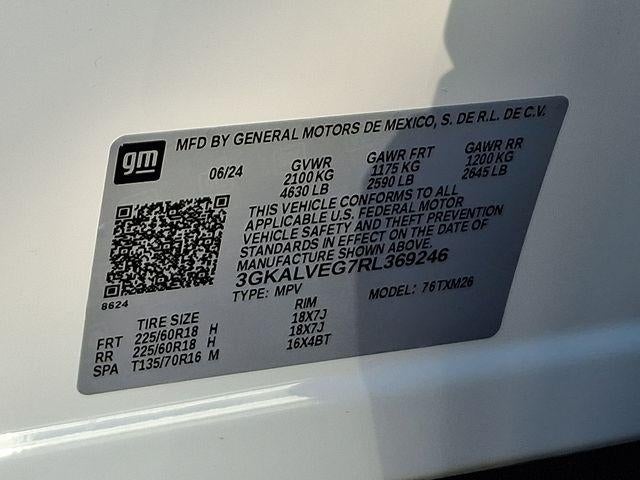 gm
MFD BY GENERAL MOTORS DE MEXICO, S. DE R.L. DE C.V.
06/24 GVWR GAWR FRT GAWR RR
2100 KG 1175 KG 1200 KG
4630 LB 2590 LB 2645 LB
THIS VEHICLE CONFORMS TO ALL
APPLICABLE U.S. FEDERAL MOTOR
VEHICLE SAFETY AND THEFT PREVENTION
STANDARDS IN EFFECT ON THE DATE OF
MANUFACTURE SHOWN ABOVE.
3GKALVEG7RL369246
8624
TYPE: MPV MODEL: 76TXM26
TIRE SIZE RIM
FRT 225/60R18 H 18X7J
RR 225/60R18 H 18X7J
SPA T135/70R16 M 16X4BT